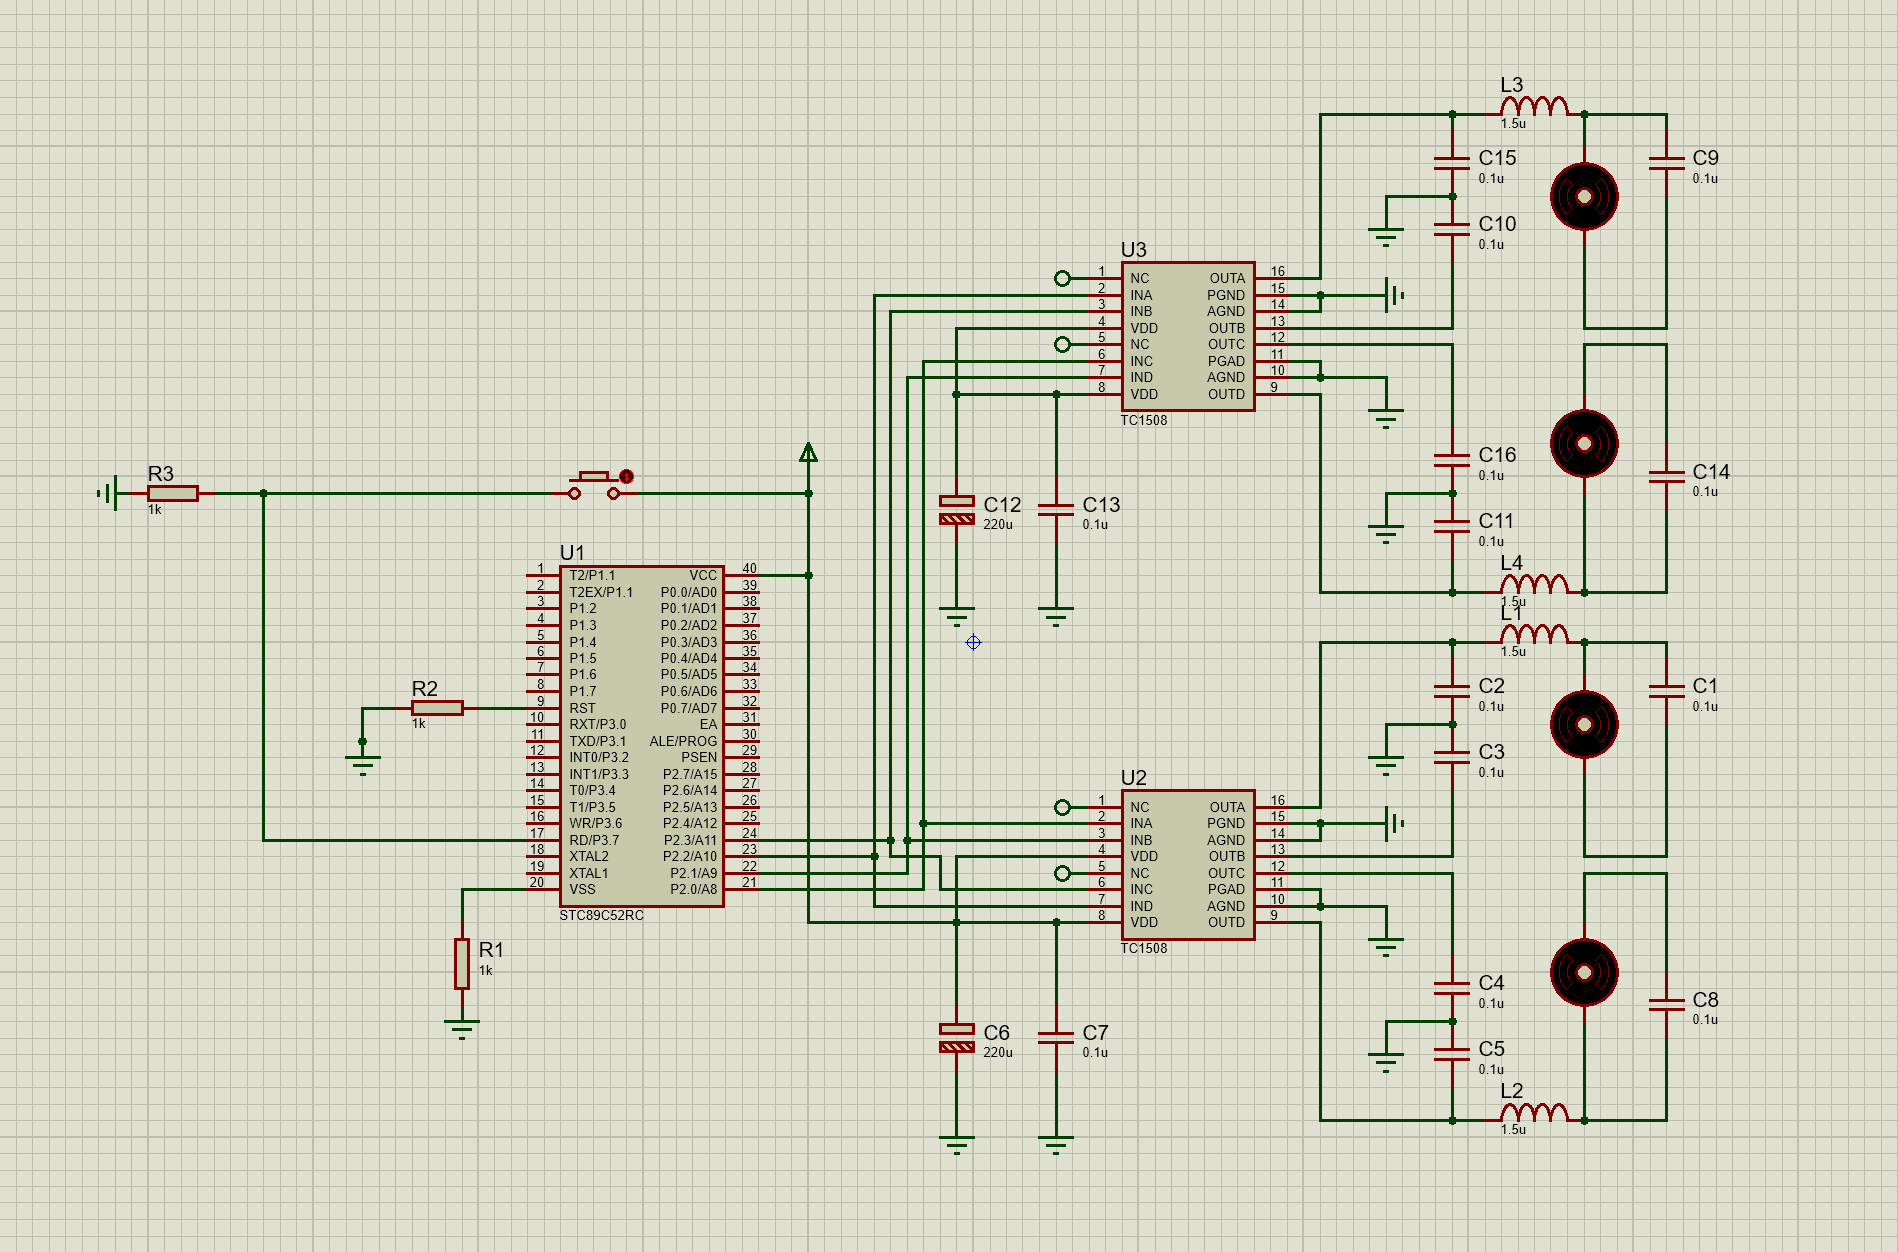 L3
1.5u
C15
0.1u
C9
0.1u
C10
0.1u
U3
1 NC OUTA 16
2 INA PGND 15
3 INB AGND 14
4 VDD OUTB 13
5 NC OUTC 12
6 INC PGAD 11
7 IND AGND 10
8 VDD OUTD 9
TC1508
C16
0.1u
C14
0.1u
C11
0.1u
L4
1.5u
R3
1k
C12
220u
C13
0.1u
U1
1 T2/P1.1 VCC 40
2 T2EX/P1.1 P0.0/AD0 39
3 P1.2 P0.1/AD1 38
4 P1.3 P0.2/AD2 37
5 P1.4 P0.3/AD3 36
6 P1.5 P0.4/AD4 35
7 P1.6 P0.5/AD5 34
8 P1.7 P0.6/AD6 33
9 RST P0.7/AD7 32
10 RXT/P3.0 EA 31
11 TXD/P3.1 ALE/PROG 30
12 INT0/P3.2 PSEN 29
13 INT1/P3.3 P2.7/A15 28
14 T0/P3.4 P2.6/A14 27
15 T1/P3.5 P2.5/A13 26
16 WR/P3.6 P2.4/A12 25
17 RD/P3.7 P2.3/A11 24
18 XTAL2 P2.2/A10 23
19 XTAL1 P2.1/A9 22
20 VSS P2.0/A8 21
STC89C52RC
R2
1k
R1
1k
L1
1.5u
C2
0.1u
C1
0.1u
C3
0.1u
U2
1 NC OUTA 16
2 INA PGND 15
3 INB AGND 14
4 VDD OUTB 13
5 NC OUTC 12
6 INC PGAD 11
7 IND AGND 10
8 VDD OUTD 9
TC1508
C6
220u
C7
0.1u
C4
0.1u
C8
0.1u
C5
0.1u
L2
1.5u